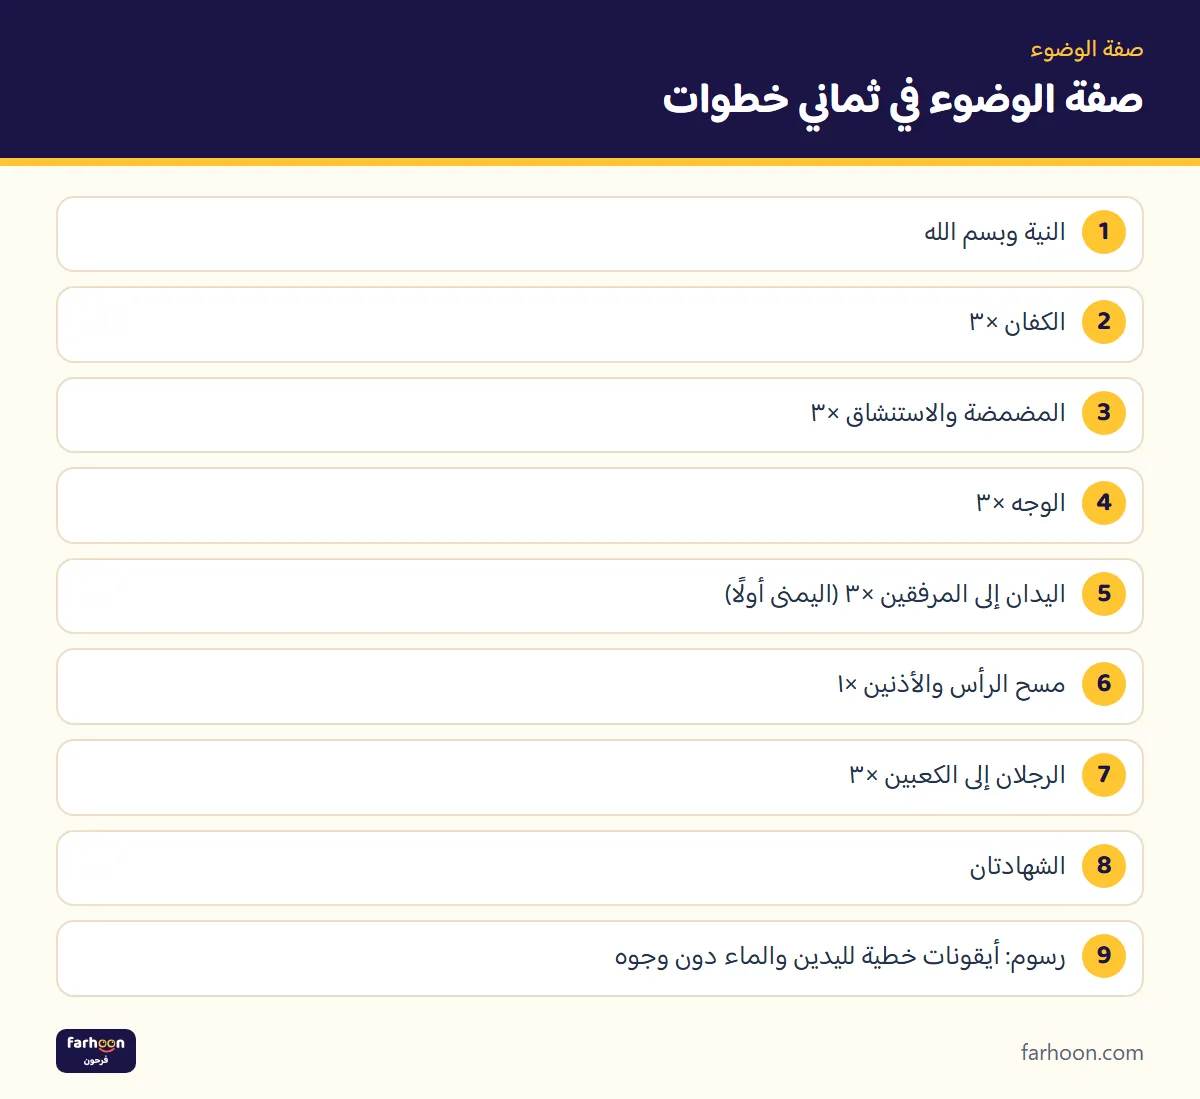 صفة الوضوء
صفة الوضوء في ثماني خطوات
1 النية وبسم الله
2 الكفان ×٣
3 المضمضة والاستنشاق ×٣
4 الوجه ×٣
5 اليدان إلى المرفقين ×٣ (اليمنى أولًا)
6 مسح الرأس والأذنين ×١
7 الرجلان إلى الكعبين ×٣
8 الشهادتان
9 رسوم: أيقونات خطية لليدين والماء دون وجوه
farhoon.com
farhoon
فرحون